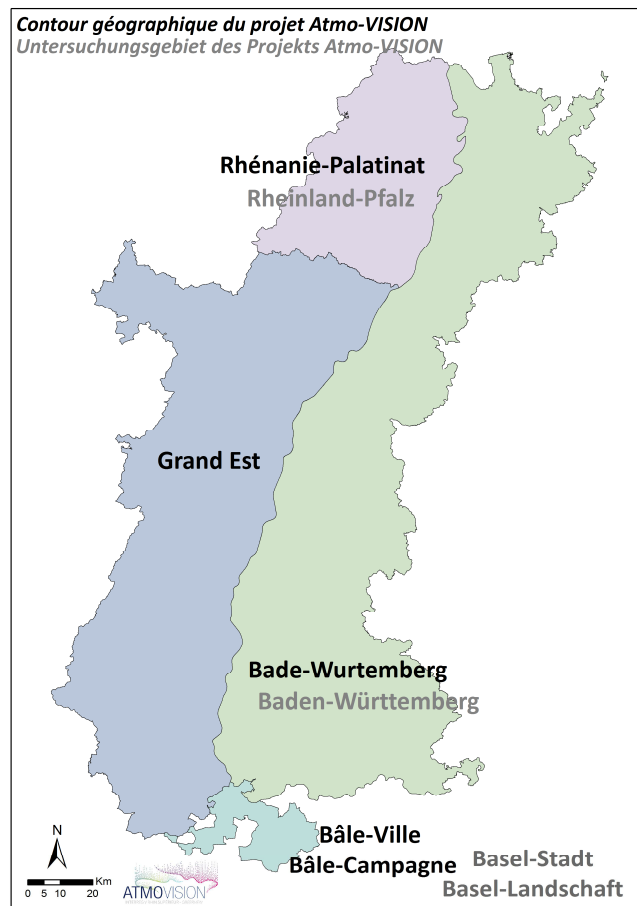 Contour géographique du projet Atmo-VISION
Untersuchungsgebiet des Projekts Atmo-VISION
Rhénanie-Palatinat
Rheinland-Pfalz
Grand Est
Bade-Wurtemberg
Baden-Württemberg
Bâle-Ville
Bâle-Campagne
Basel-Stadt
Basel-Landschaft
N
Km
0 5 10 20
ATMOVISION